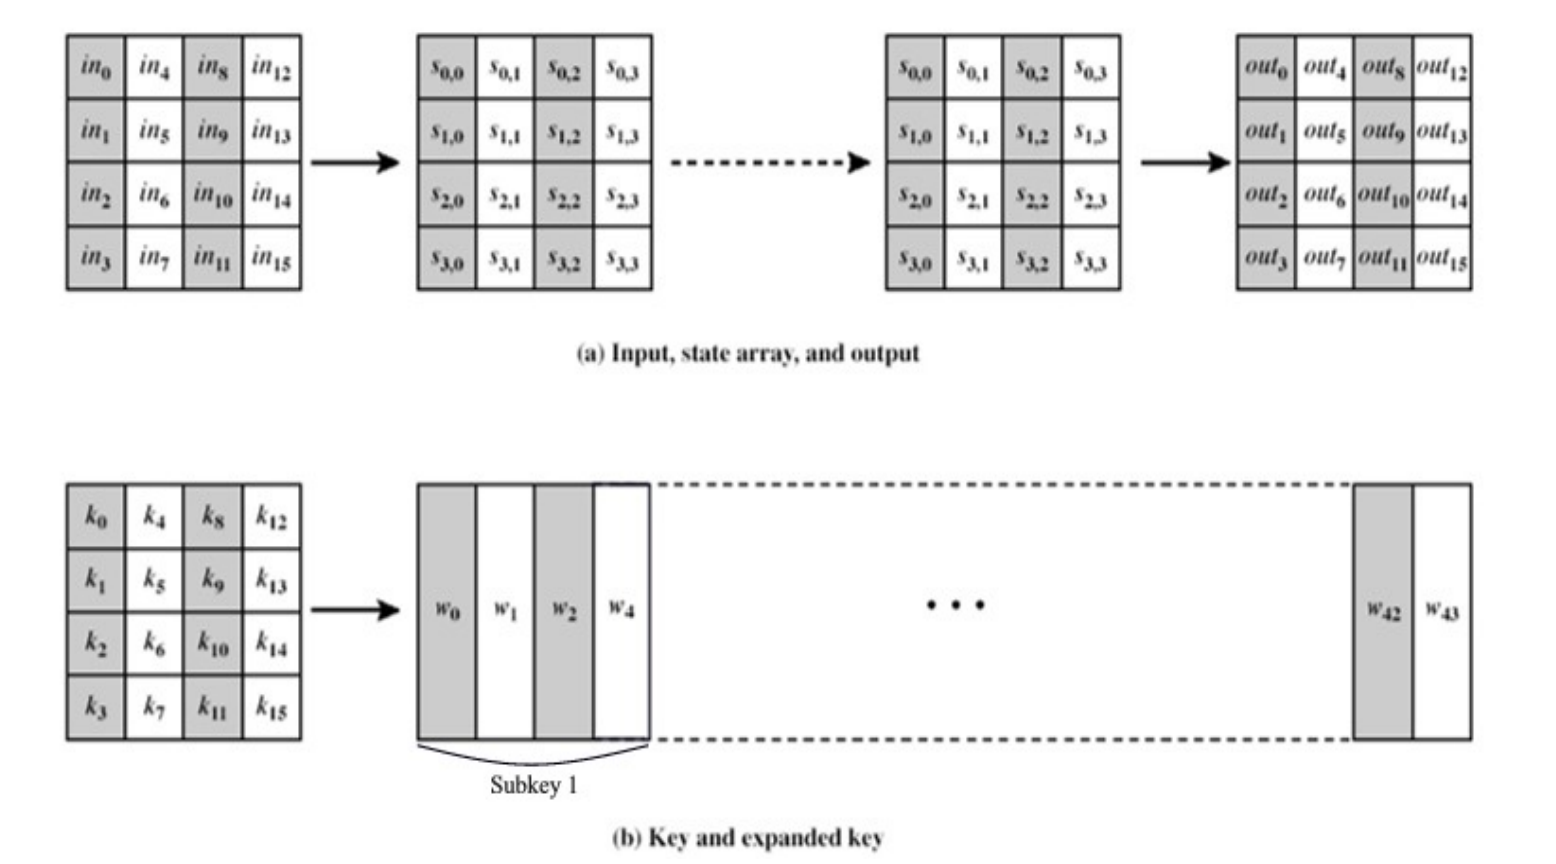 in0 in4 in8 in12 s0,0 s0,1 s0,2 s0,3 s0,0 s0,1 s0,2 s0,3 out0 out4 out8 out12
in1 in5 in9 in13 s1,0 s1,1 s1,2 s1,3 s1,0 s1,1 s1,2 s1,3 out1 out5 out9 out13
in2 in6 in10 in14 s2,0 s2,1 s2,2 s2,3 s2,0 s2,1 s2,2 s2,3 out2 out6 out10 out14
in3 in7 in11 in15 s3,0 s3,1 s3,2 s3,3 s3,0 s3,1 s3,2 s3,3 out3 out7 out11 out15
(a) Input, state array, and output
k0 k4 k8 k12
k1 k5 k9 k13
w0 w1 w2 w4 • • • w42 w43
k2 k6 k10 k14
k3 k7 k11 k15
Subkey 1
(b) Key and expanded key